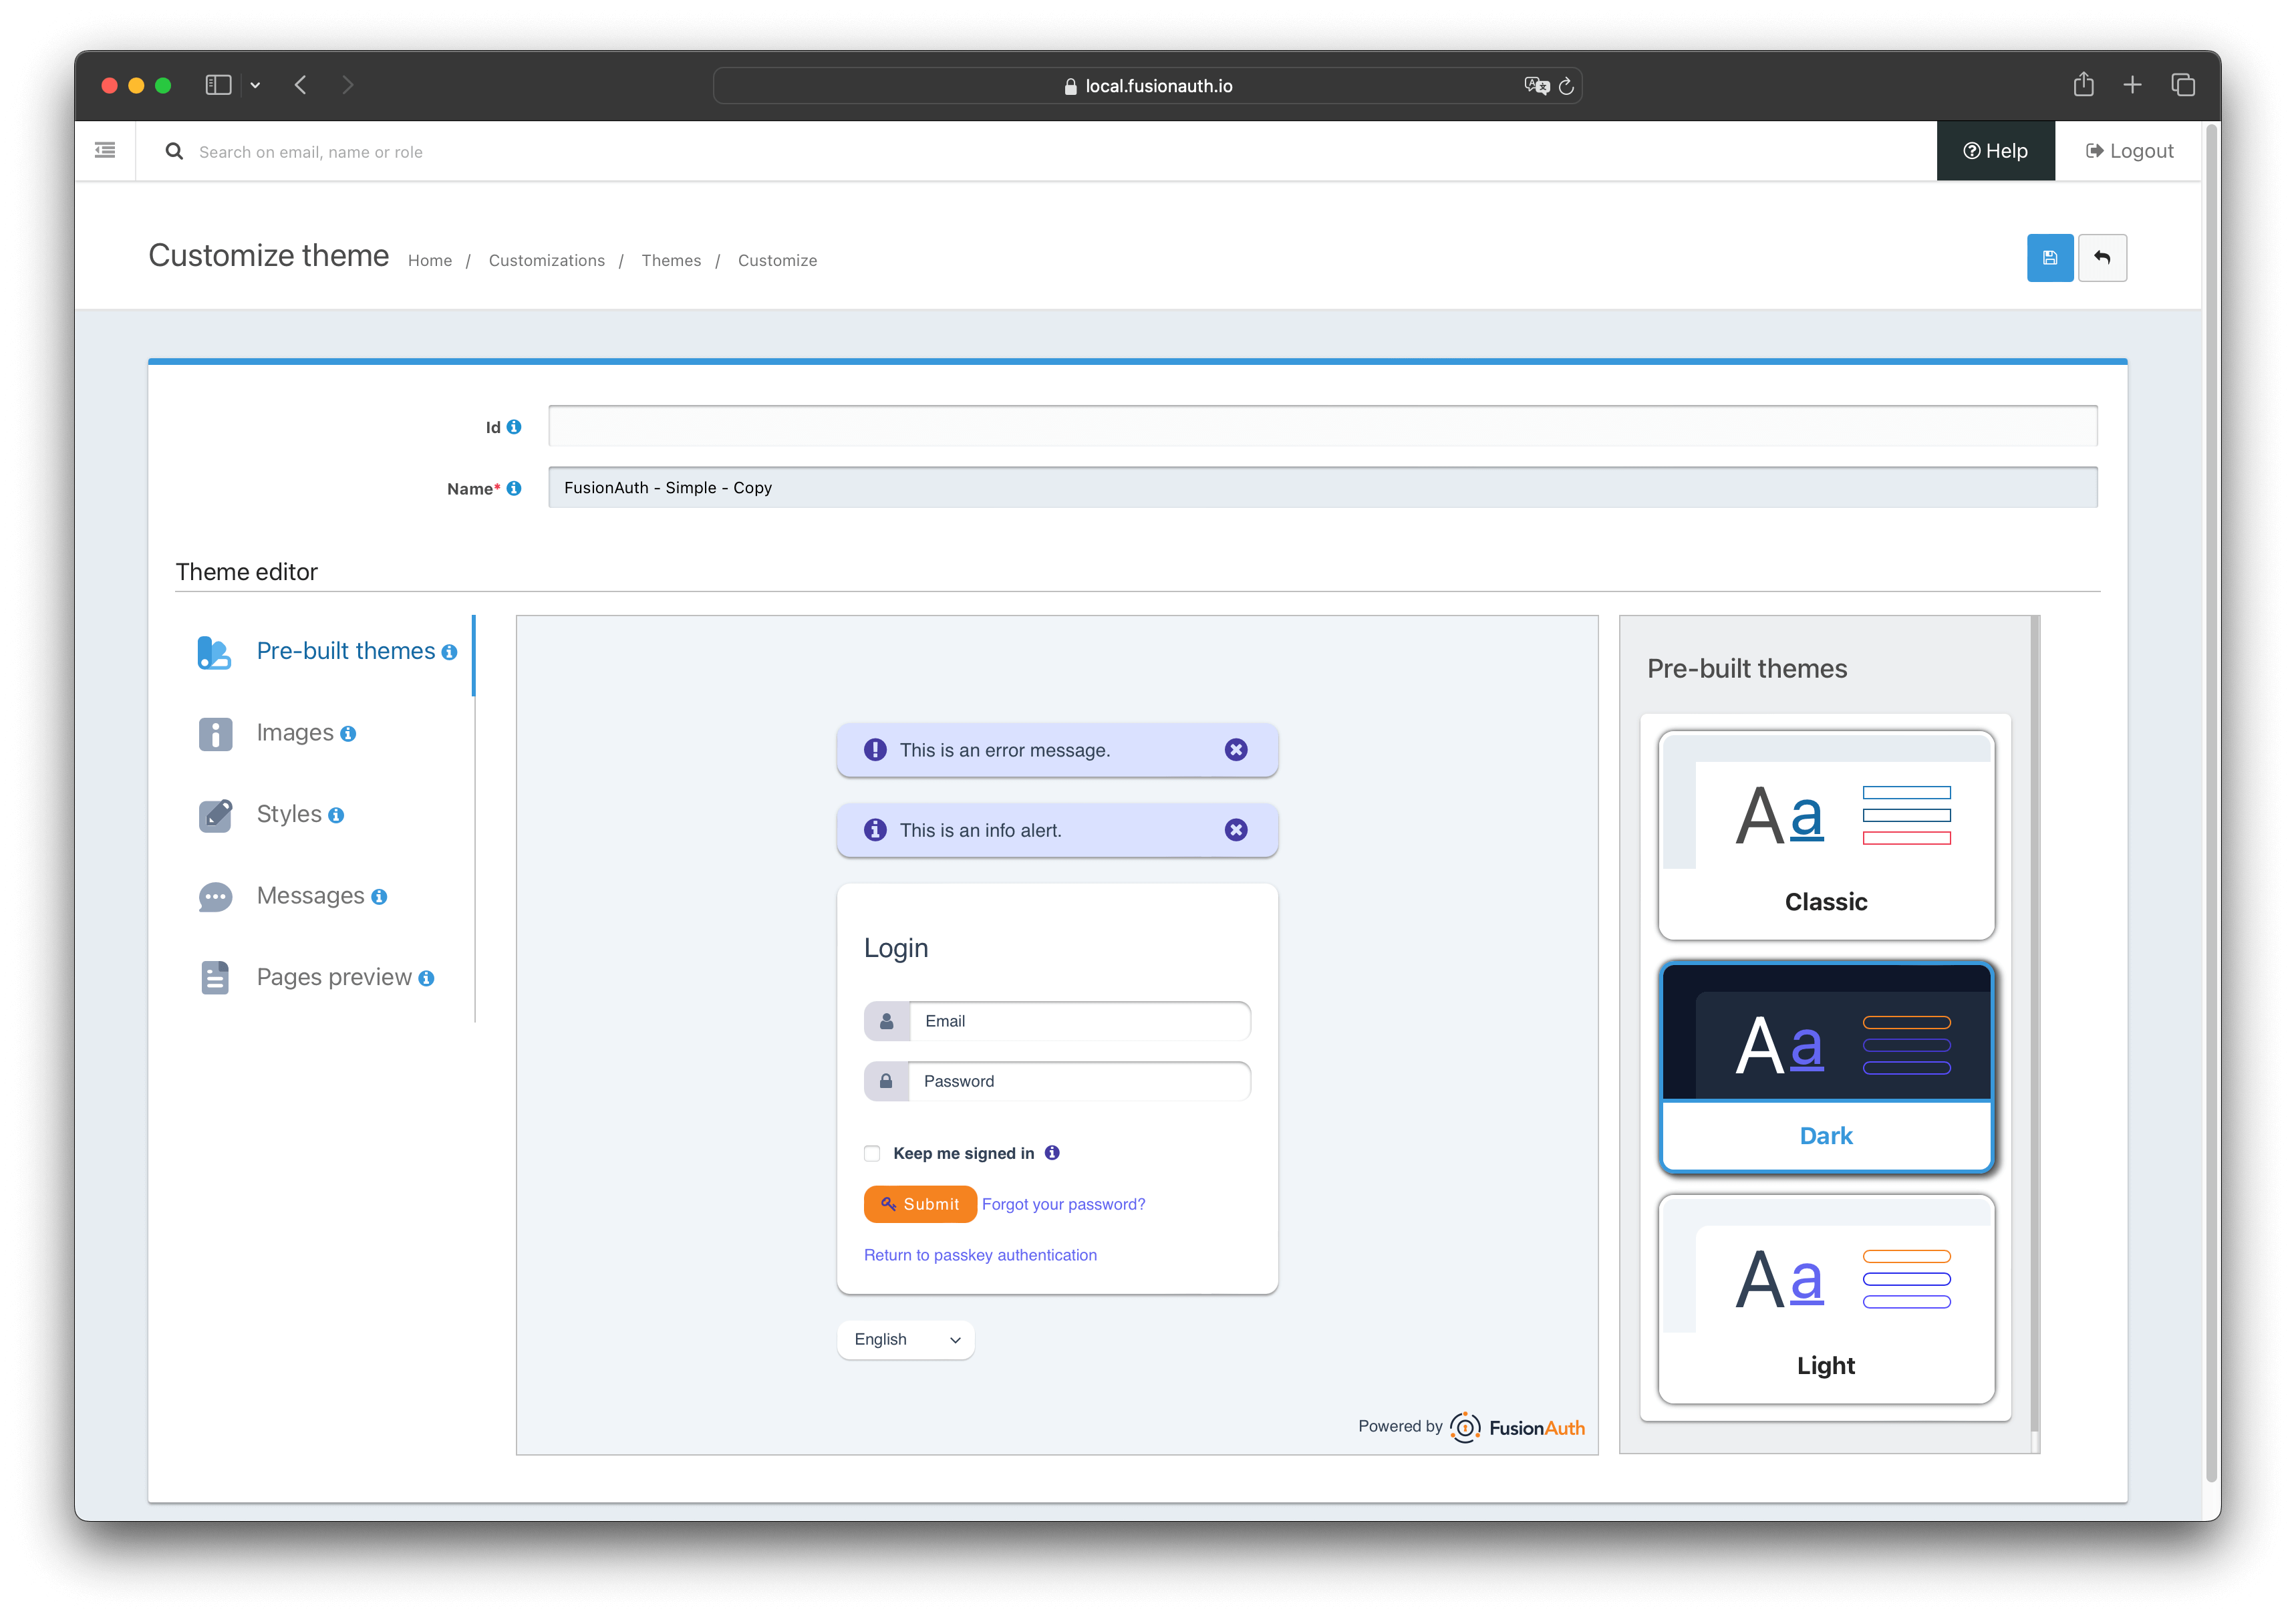 local.fusionauth.io
Search on email, name or role
Help
Logout
Customize theme
Home / Customizations / Themes / Customize
Id
Name*
FusionAuth - Simple - Copy
Theme editor
Pre-built themes
Images
Styles
Messages
Pages preview
This is an error message.
This is an info alert.
Login
Email
Password
Keep me signed in
Submit
Forgot your password?
Return to passkey authentication
English
Powered by FusionAuth
Pre-built themes
Aa
Classic
Aa
Dark
Aa
Light